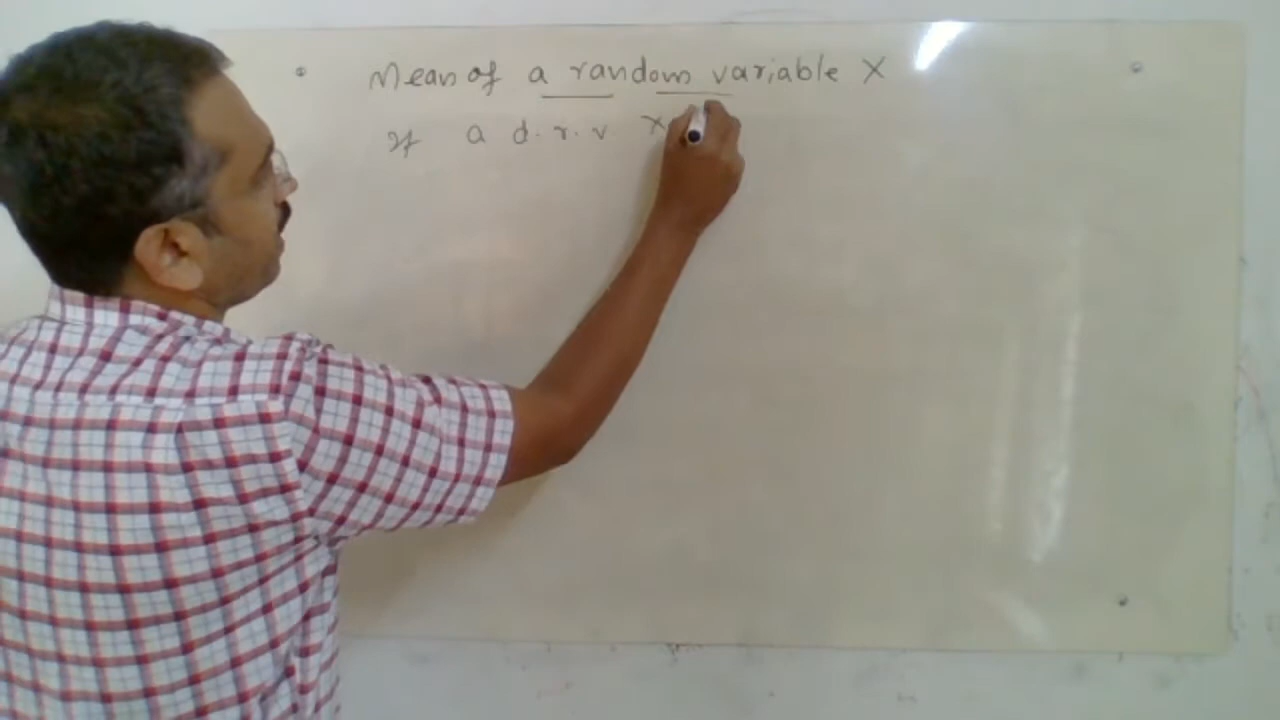 Mean of a random variable X
If a d.r.v. X